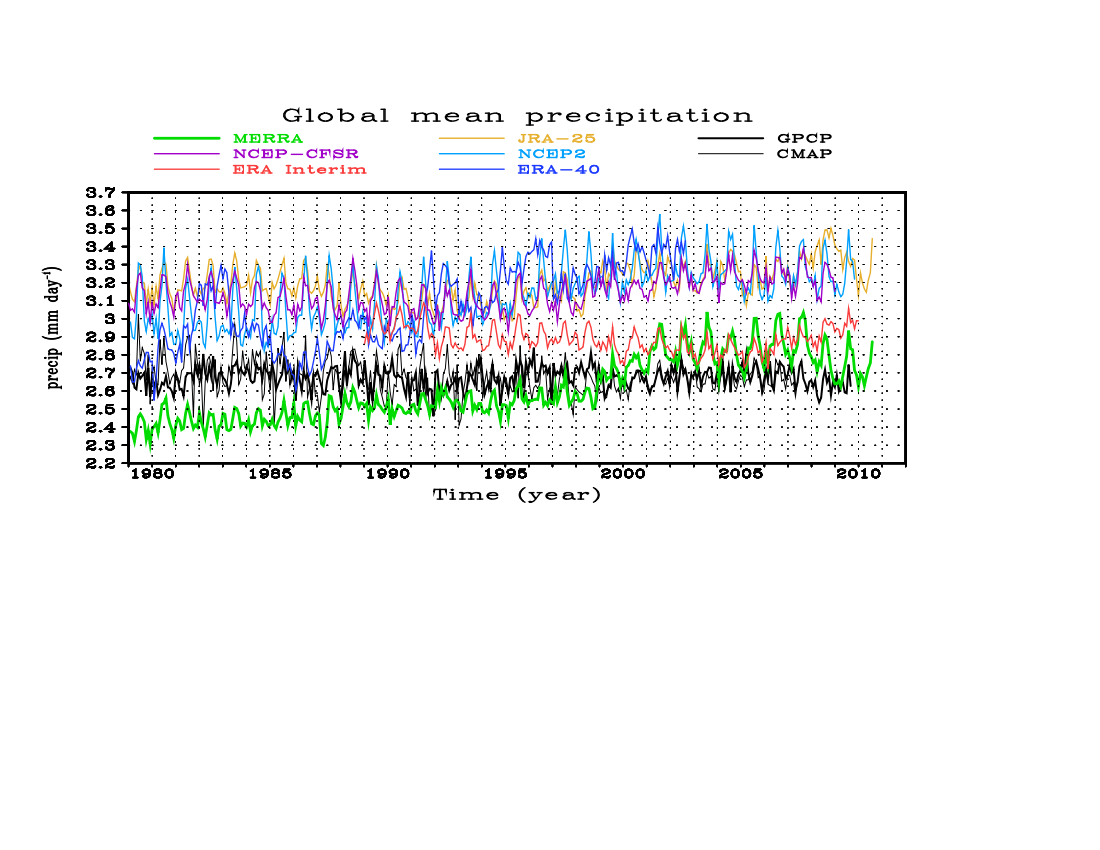 Global mean precipitation
MERRA JRA-25 GPCP
NCEP-CFSR NCEP2 CMAP
ERA Interim ERA-40
3.7
3.6
3.5
3.4
3.3
3.2
3.1
3
2.9
2.8
2.7
2.6
2.5
2.4
2.3
2.2
precip (mm day⁻¹)
1980 1985 1990 1995 2000 2005 2010
Time (year)